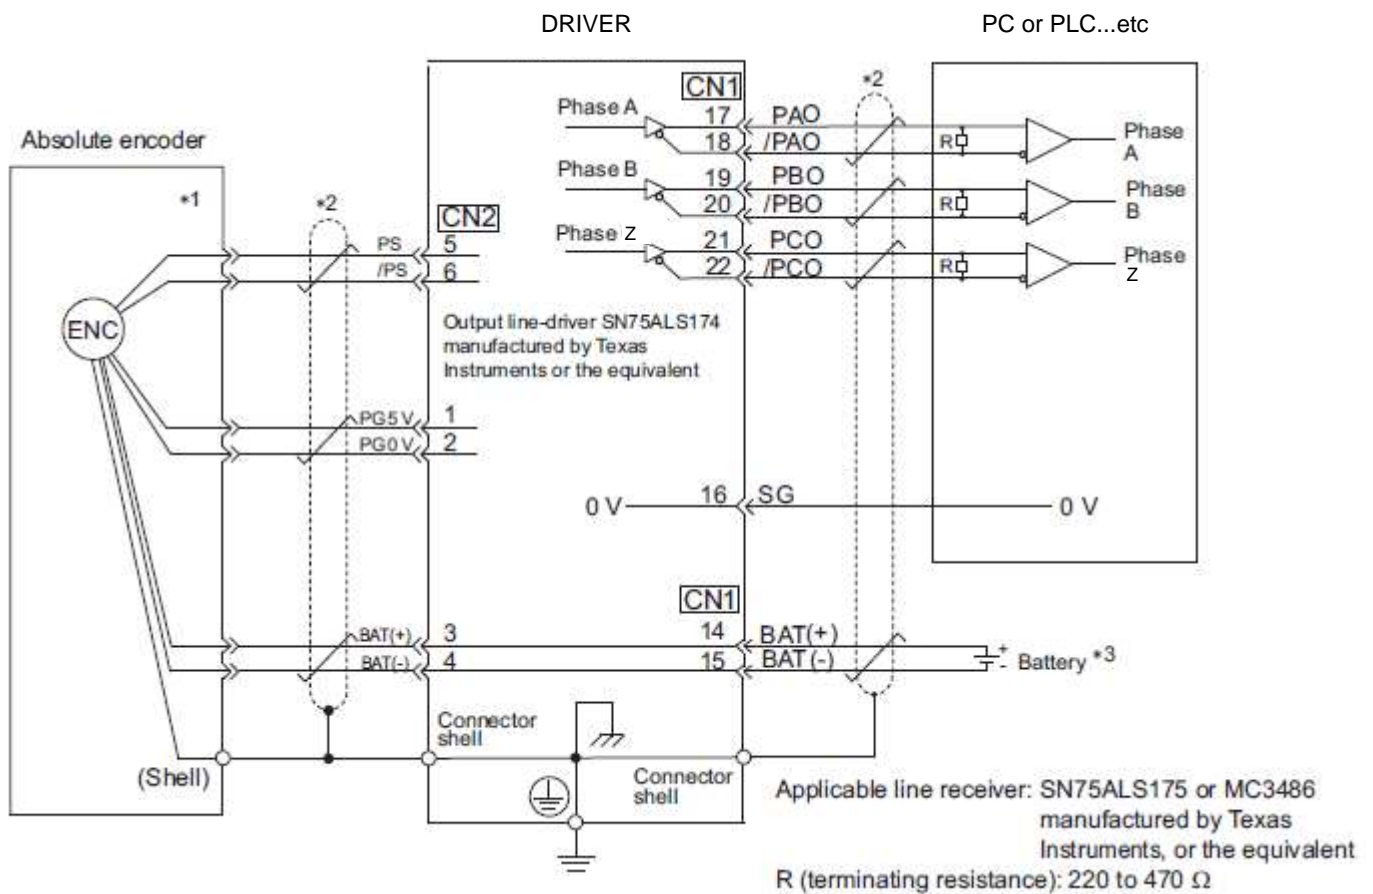 DRIVER
PC or PLC...etc
Absolute encoder
*1
*2
CN2
PS
5
/PS
6
ENC
PG5 V
1
PG0 V
2
BAT(+)
3
BAT(-)
4
(Shell)
Connector
shell
CN1
Phase A
17
PAO
18
/PAO
Phase B
19
PBO
20
/PBO
Phase Z
21
PCO
22
/PCO
Output line-driver SN75ALS174
manufactured by Texas
Instruments or the equivalent
0 V
16
SG
0 V
CN1
14
BAT(+)
15
BAT (-)
Connector
shell
*2
R
Phase
A
R
Phase
B
R
Phase
Z
+
-
Battery *3
Applicable line receiver: SN75ALS175 or MC3486
manufactured by Texas
Instruments, or the equivalent
R (terminating resistance): 220 to 470 Ω